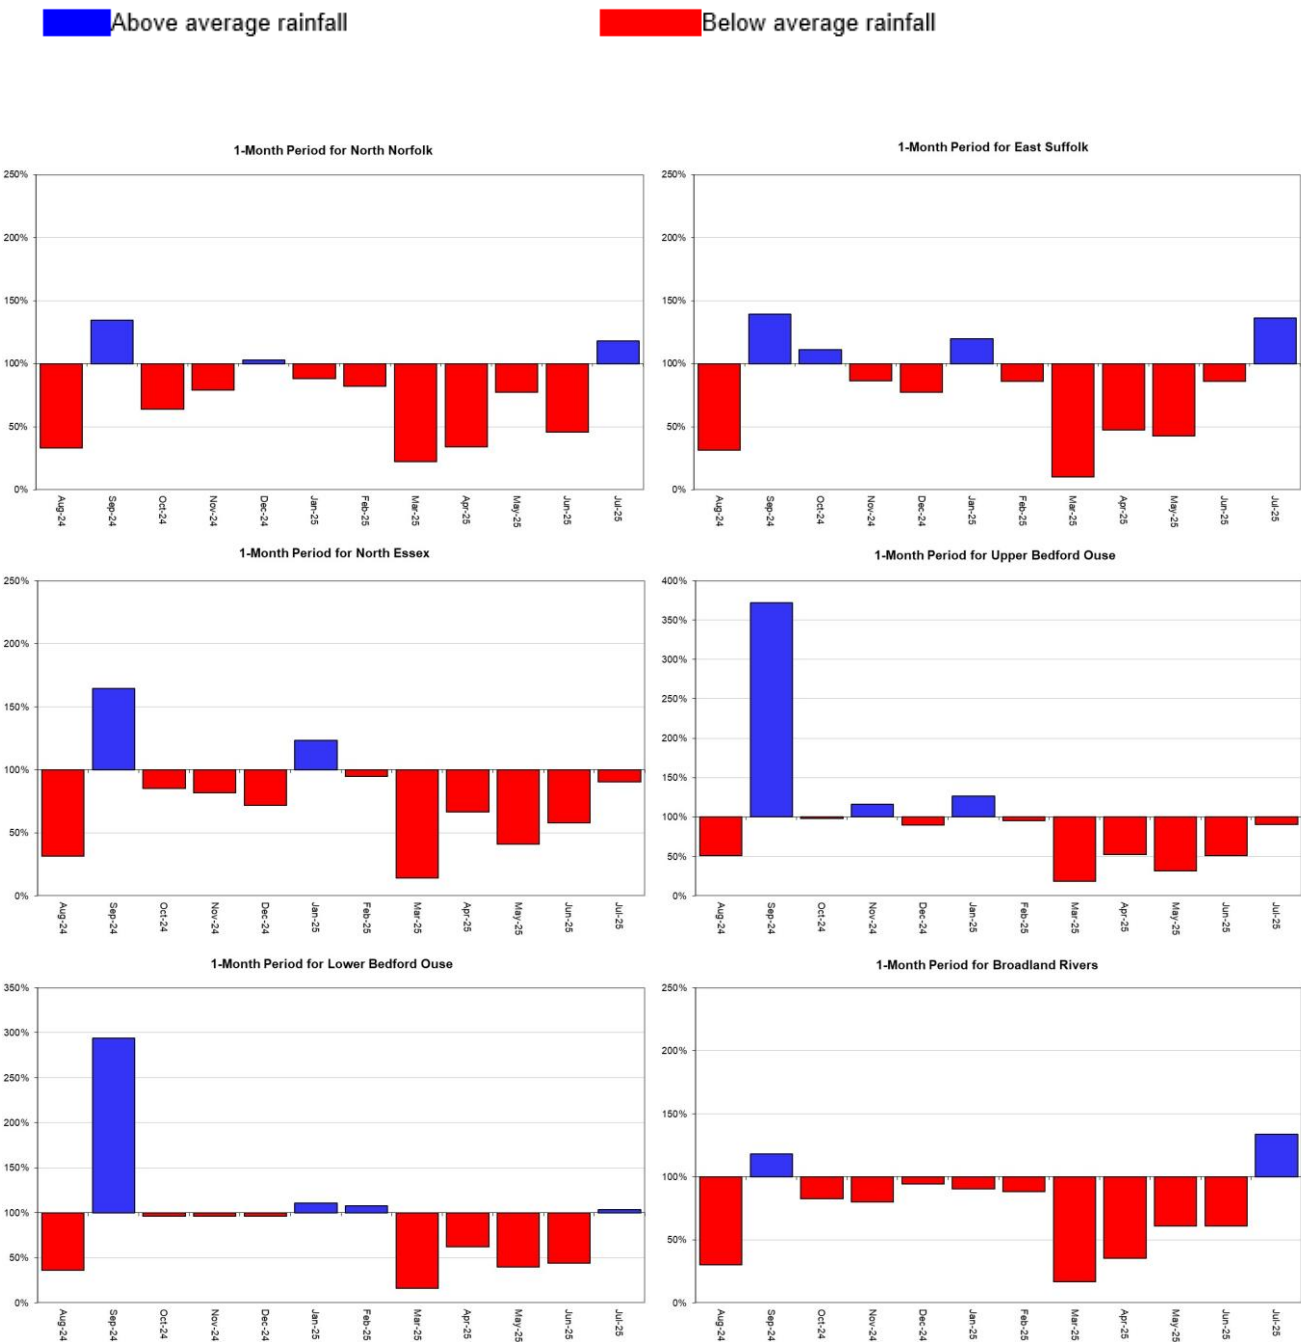 Above average rainfall
Below average rainfall
1-Month Period for North Norfolk
250%
200%
150%
100%
50%
0%
Aug-24
Sep-24
Oct-24
Nov-24
Dec-24
Jan-25
Feb-25
Mar-25
Apr-25
May-25
Jun-25
Jul-25
1-Month Period for East Suffolk
250%
200%
150%
100%
50%
0%
Aug-24
Sep-24
Oct-24
Nov-24
Dec-24
Jan-25
Feb-25
Mar-25
Apr-25
May-25
Jun-25
Jul-25
1-Month Period for North Essex
250%
200%
150%
100%
50%
0%
Aug-24
Sep-24
Oct-24
Nov-24
Dec-24
Jan-25
Feb-25
Mar-25
Apr-25
May-25
Jun-25
Jul-25
1-Month Period for Upper Bedford Ouse
400%
350%
300%
250%
200%
150%
100%
50%
0%
Aug-24
Sep-24
Oct-24
Nov-24
Dec-24
Jan-25
Feb-25
Mar-25
Apr-25
May-25
Jun-25
Jul-25
1-Month Period for Lower Bedford Ouse
350%
300%
250%
200%
150%
100%
50%
0%
Aug-24
Sep-24
Oct-24
Nov-24
Dec-24
Jan-25
Feb-25
Mar-25
Apr-25
May-25
Jun-25
Jul-25
1-Month Period for Broadland Rivers
250%
200%
150%
100%
50%
0%
Aug-24
Sep-24
Oct-24
Nov-24
Dec-24
Jan-25
Feb-25
Mar-25
Apr-25
May-25
Jun-25
Jul-25